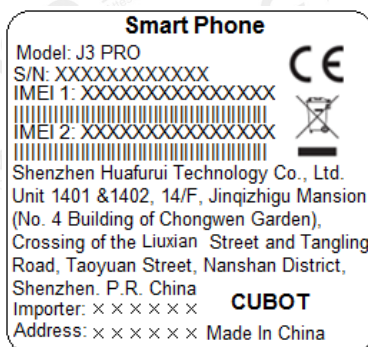 Smart Phone
Model: J3 PRO
S/N: XXXXXXXXXXXX
IMEI 1: XXXXXXXXXXXXXXX
IMEI 2: XXXXXXXXXXXXXXX
Shenzhen Huafurui Technology Co., Ltd.
Unit 1401 &1402, 14/F, Jinqizhigu Mansion
(No. 4 Building of Chongwen Garden),
Crossing of the Liuxian Street and Tangling
Road, Taoyuan Street, Nanshan District,
Shenzhen. P.R. China
Importer: × × × × × × CUBOT
Address: × × × × × × Made In China
CE